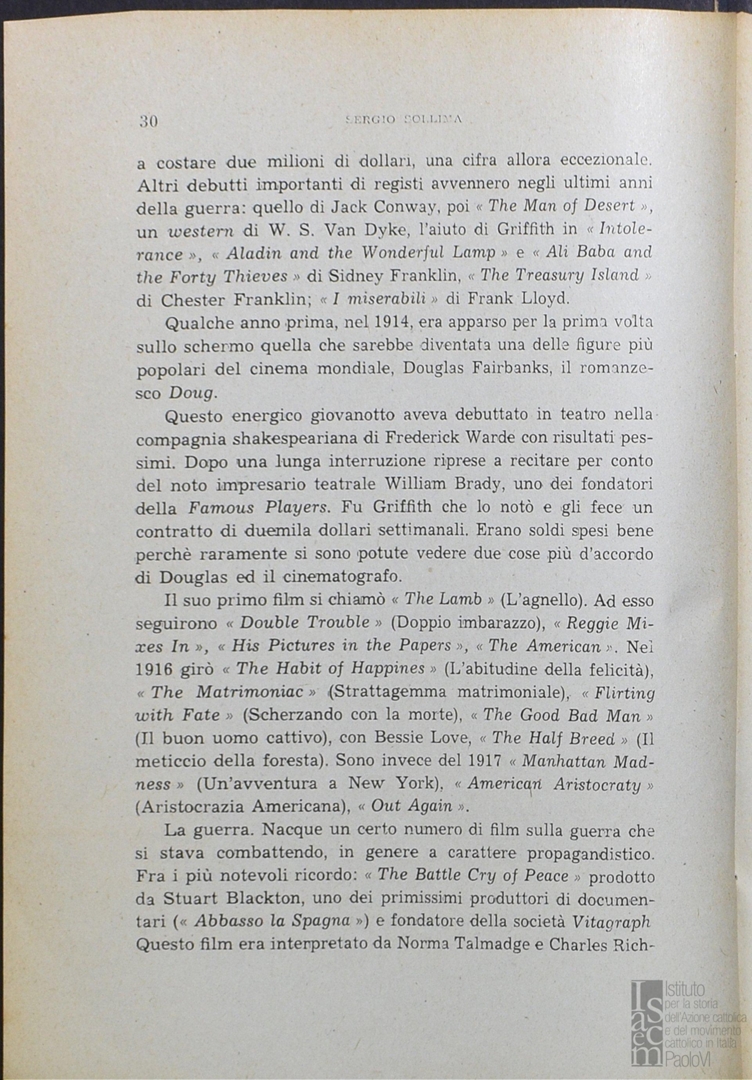 30
SERGIO SOLLIMA
a costare due milioni di dollari, una cifra allora eccezionale.
Altri debutti importanti di registi avvennero negli ultimi anni
della guerra: quello di Jack Conway, poi « The Man of Desert »,
un western di W. S. Van Dyke, l'aiuto di Griffith in « Intole-
rance », « Aladin and the Wonderful Lamp » e « Ali Baba and
the Forty Thieves » di Sidney Franklin, « The Treasury Island »
di Chester Franklin; « I miserabili » di Frank Lloyd.
Qualche anno prima, nel 1914, era apparso per la prima volta
sullo schermo quella che sarebbe diventata una delle figure più
popolari del cinema mondiale, Douglas Fairbanks, il romanze-
sco Doug.
Questo energico giovanotto aveva debuttato in teatro nella
compagnia shakespeariana di Frederick Warde con risultati pes-
simi. Dopo una lunga interruzione riprese a recitare per conto
del noto impresario teatrale William Brady, uno dei fondatori
della Famous Players. Fu Griffith che lo notò e gli fece un
contratto di duemila dollari settimanali. Erano soldi spesi bene
perchè raramente si sono potute vedere due cose più d'accordo
di Douglas ed il cinematografo.
Il suo primo film si chiamò « The Lamb » (L'agnello). Ad esso
seguirono « Double Trouble » (Doppio imbarazzo), « Reggie Mi-
xes In », « His Pictures in the Papers », « The American ». Nel
1916 girò « The Habit of Happines » (L'abitudine della felicità),
« The Matrimoniac » (Strattagemma matrimoniale), « Flirting
with Fate » (Scherzando con la morte), « The Good Bad Man »
(Il buon uomo cattivo), con Bessie Love, « The Half Breed » (Il
meticcio della foresta). Sono invece del 1917 « Manhattan Mad-
ness » (Un'avventura a New York), « American Aristocraty »
(Aristocrazia Americana), « Out Again ».
La guerra. Nacque un certo numero di film sulla guerra che
si stava combattendo, in genere a carattere propagandistico.
Fra i più notevoli ricordo: « The Battle Cry of Peace » prodotto
da Stuart Blackton, uno dei primissimi produttori di documen-
tari (« Abbasso la Spagna ») e fondatore della società Vitagraph
Questo film era interpretato da Norma Talmadge e Charles Rich-
Isacem
Istituto
per la storia
dell'Azione cattolica
e del movimento
cattolico in Italia
PaoloVI